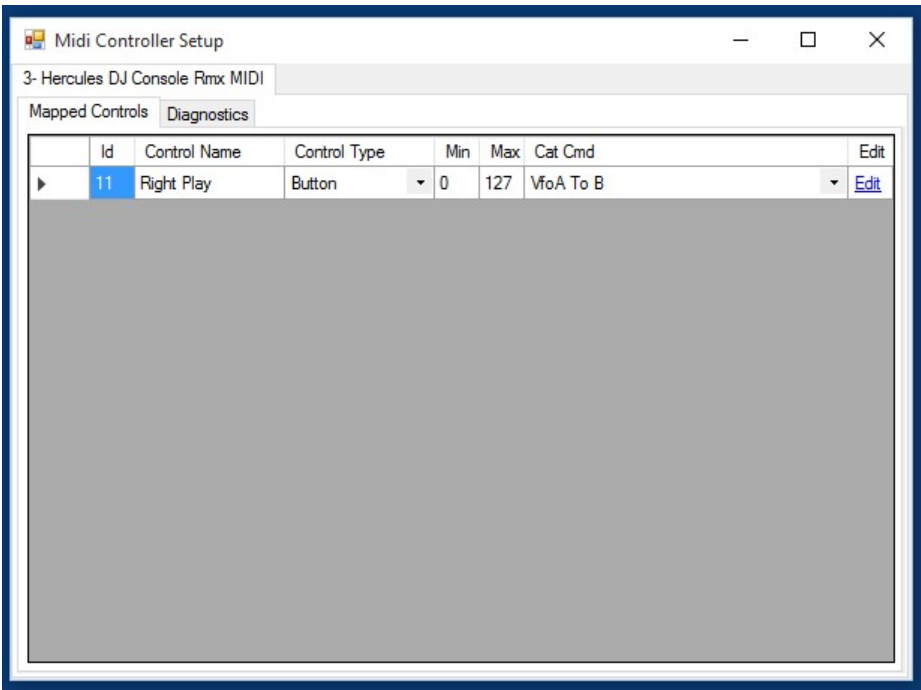 Midi Controller Setup
3- Hercules DJ Console Rmx MIDI
Mapped Controls Diagnostics
Id Control Name Control Type Min Max Cat Cmd Edit
11 Right Play Button 0 127 VfoA To B Edit